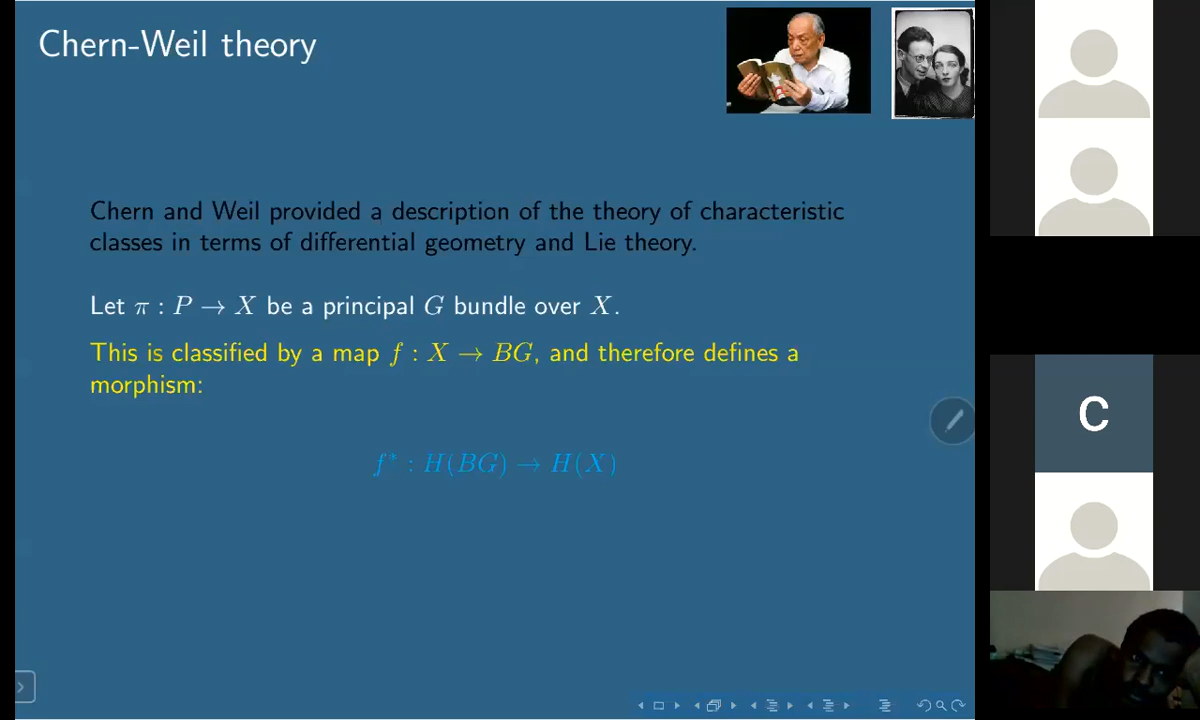 Chern-Weil theory
Chern and Weil provided a description of the theory of characteristic
classes in terms of differential geometry and Lie theory.
Let π : P → X be a principal G bundle over X.
This is classified by a map f : X → BG, and therefore defines a
morphism:
f* : H(BG) → H(X)
C